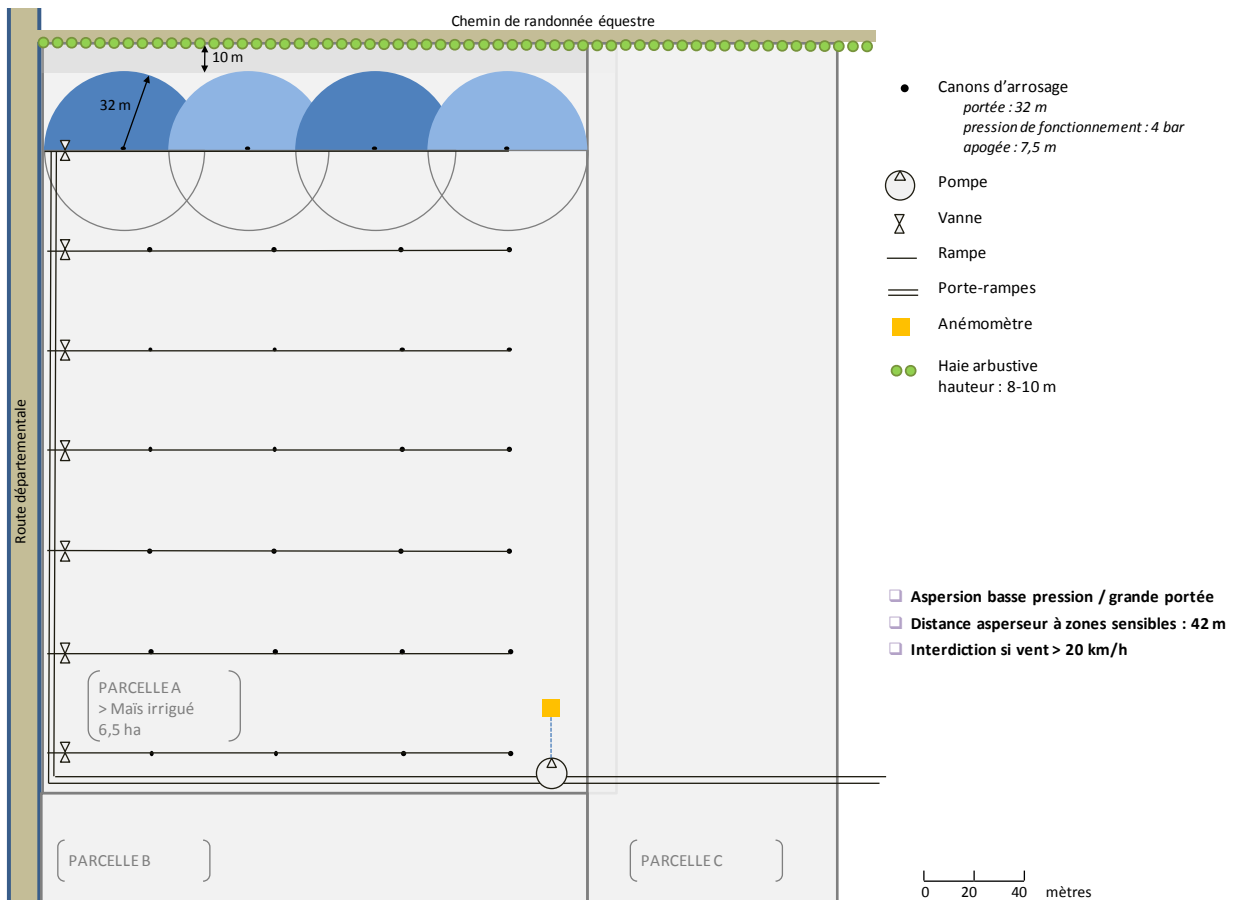 Chemin de randonnée équestre
10 m
32 m
Route départementale
PARCELLE A
> Maïs irrigué
6,5 ha
PARCELLE B
PARCELLE C
Canons d'arrosage
portée : 32 m
pression de fonctionnement : 4 bar
apogée : 7,5 m
Pompe
Vanne
Rampe
Porte-rampes
Anémomètre
Haie arbustive
hauteur : 8-10 m
Aspersion basse pression / grande portée
Distance asperseur à zones sensibles : 42 m
Interdiction si vent > 20 km/h
0 20 40 mètres